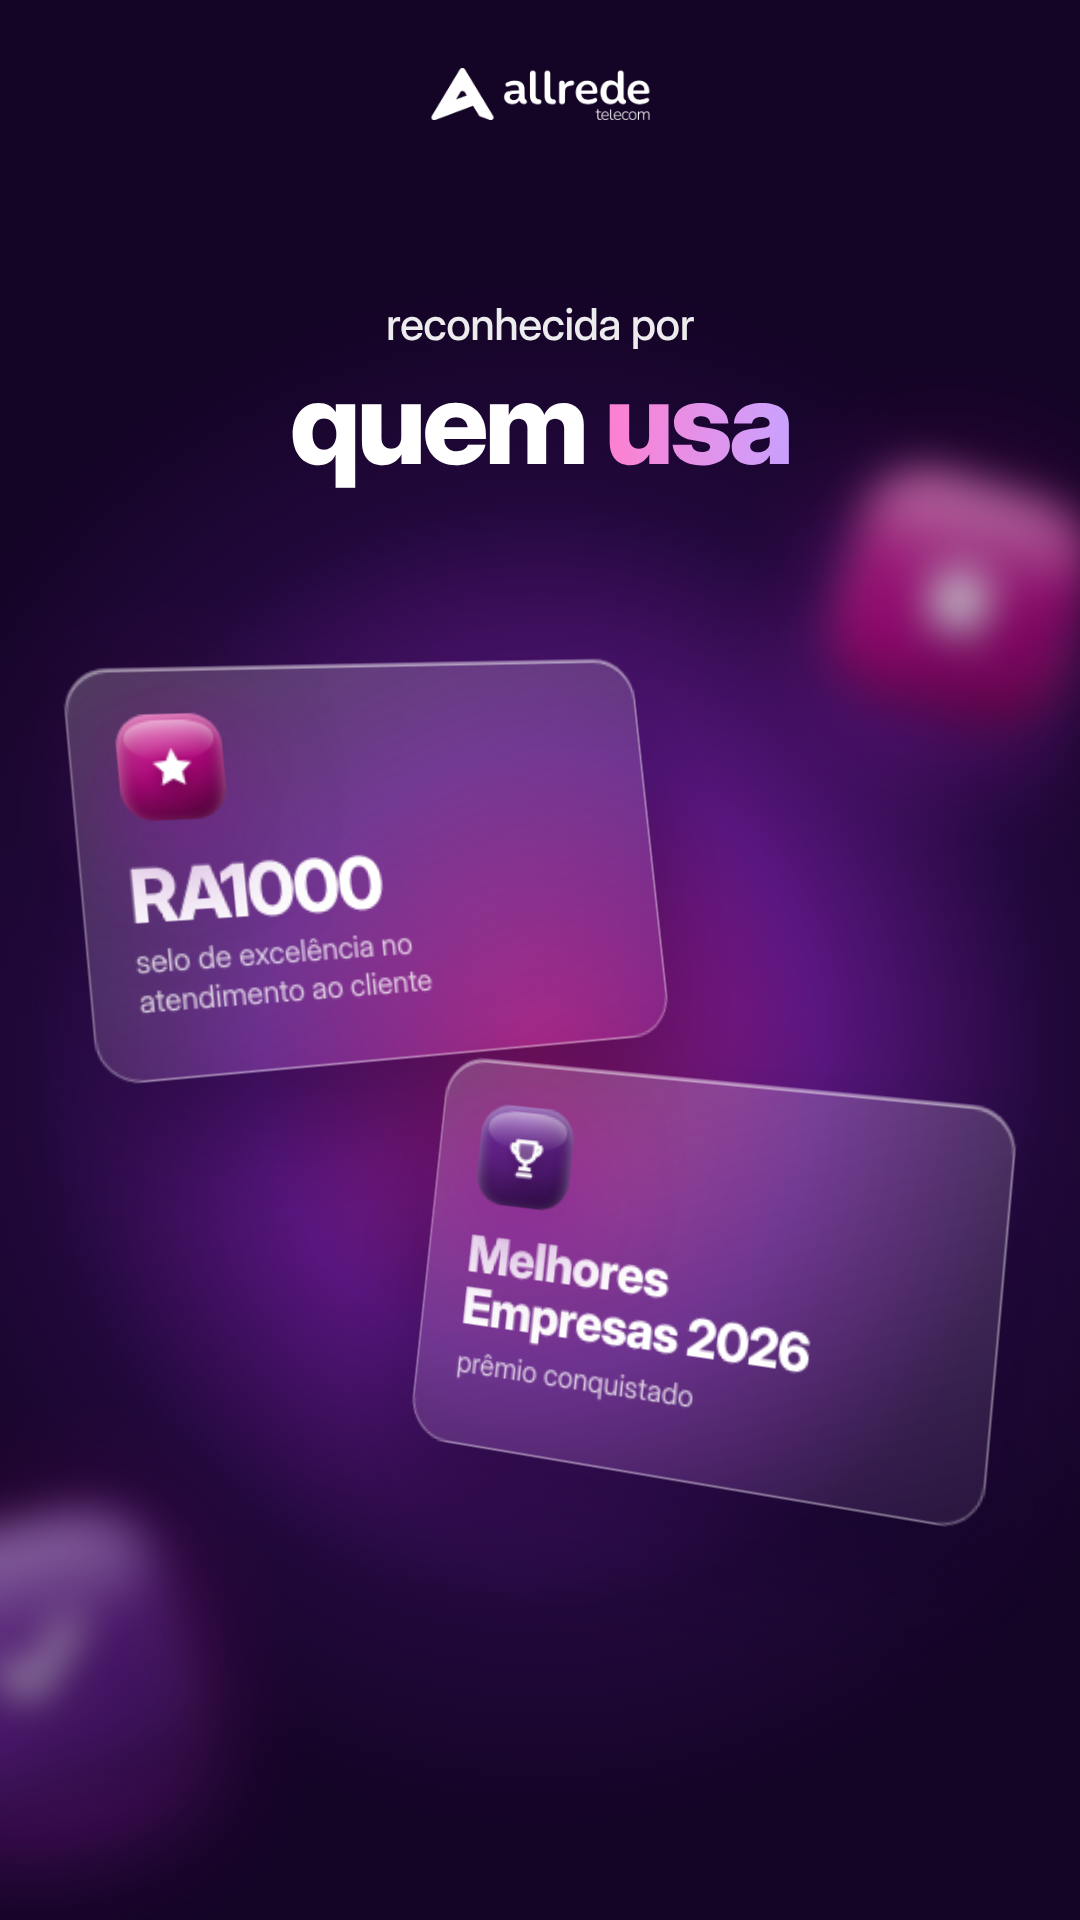 allrede
telecom
reconhecida por
quem usa
RA1000
selo de excelência no
atendimento ao cliente
Melhores
Empresas 2026
prêmio conquistado